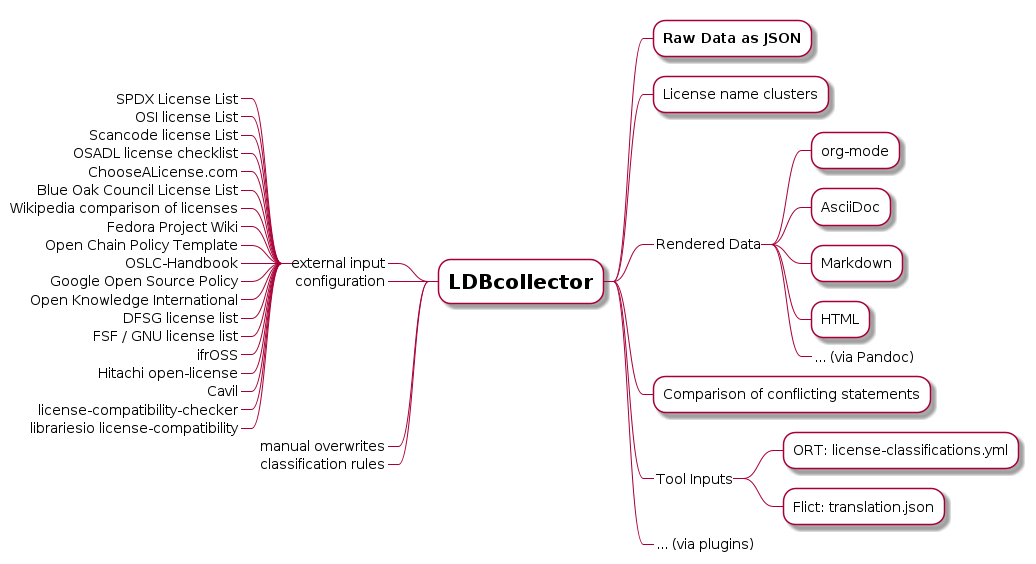 SPDX License List
OSI license List
Scancode license List
OSADL license checklist
ChooseALicense.com
Blue Oak Council License List
Wikipedia comparison of licenses
Fedora Project Wiki
Open Chain Policy Template
OSLC-Handbook
Google Open Source Policy
Open Knowledge International
DFSG license list
FSF / GNU license list
ifrOSS
Hitachi open-license
Cavil
license-compatibility-checker
librariesio license-compatibility
external input
configuration
manual overwrites
classification rules
LDBcollector
Raw Data as JSON
License name clusters
Rendered Data
org-mode
AsciiDoc
Markdown
HTML
... (via Pandoc)
Comparison of conflicting statements
Tool Inputs
ORT: license-classifications.yml
Flict: translation.json
... (via plugins)